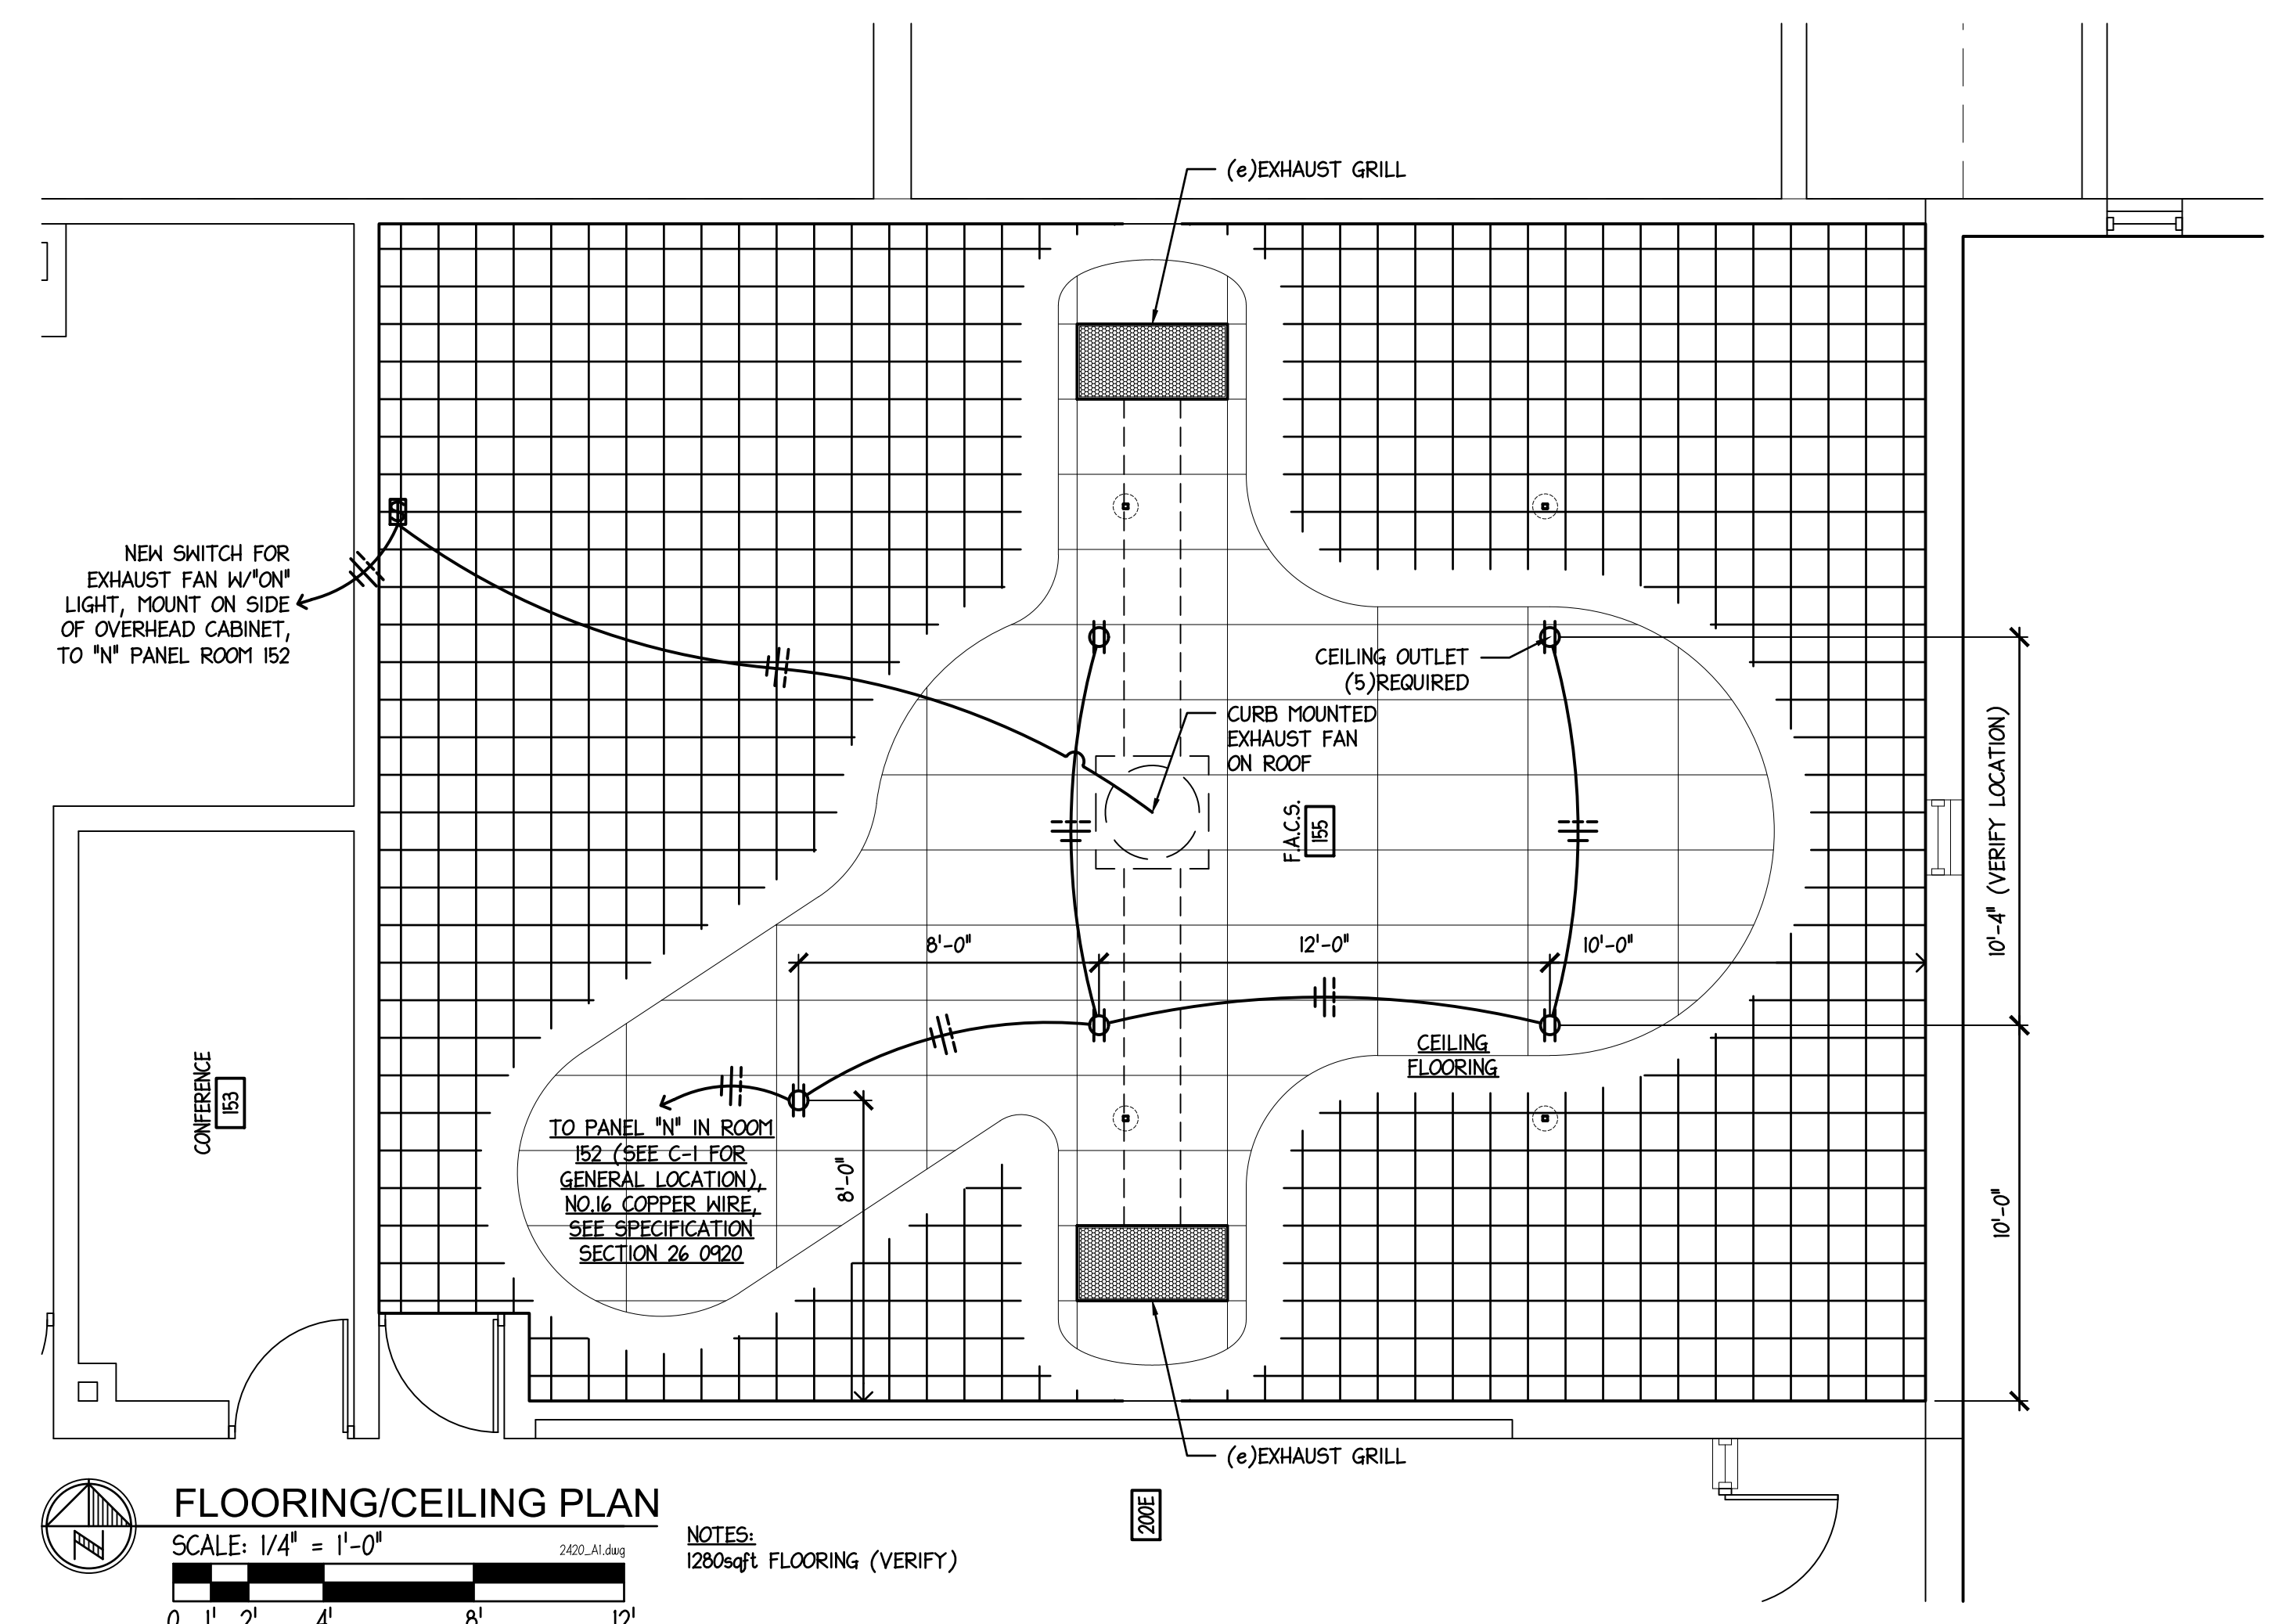 (e)EXHAUST GRILL
NEW SWITCH FOR
EXHAUST FAN W/"ON"
LIGHT, MOUNT ON SIDE
OF OVERHEAD CABINET,
TO "N" PANEL ROOM 152
$
CEILING OUTLET
(5)REQUIRED
CURB MOUNTED
EXHAUST FAN
ON ROOF
F.A.C.S.
155
10'-4" (VERIFY LOCATION)
8'-0"
12'-0"
10'-0"
CEILING
FLOORING
CONFERENCE
153
TO PANEL "N" IN ROOM
152 (SEE C-1 FOR
GENERAL LOCATION),
NO.16 COPPER WIRE,
SEE SPECIFICATION
SECTION 26 0920
8'-0"
10'-0"
(e)EXHAUST GRILL
200E
FLOORING/CEILING PLAN
SCALE: 1/4" = 1'-0"
2420_A1.dwg
N
0 1' 2' 4' 8' 12'
NOTES:
1280sqft FLOORING (VERIFY)